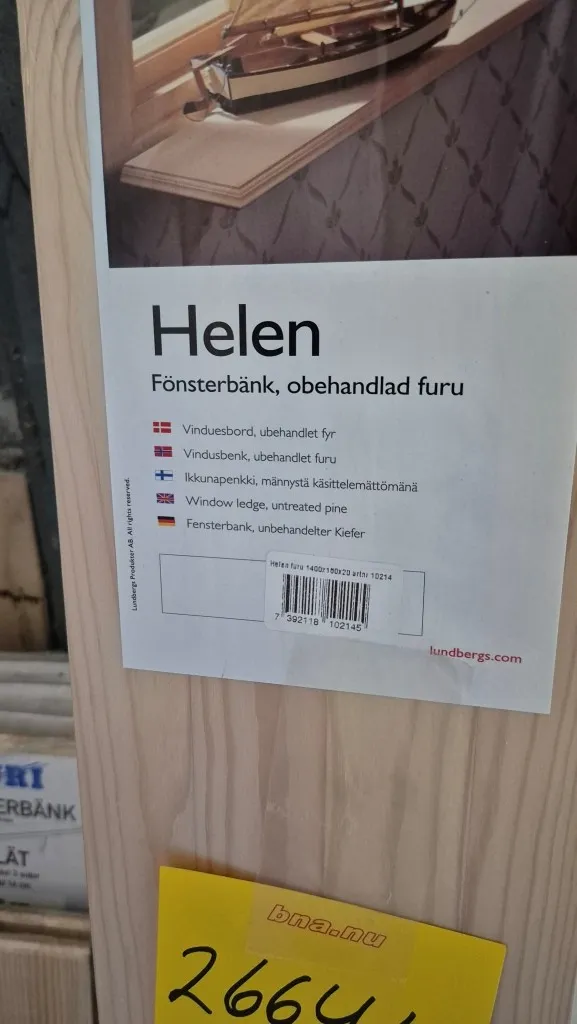 Helen
Fönsterbänk, obehandlad furu
Vinduesbord, ubehandlet fyr
Vindusbenk, ubehandlet furu
Ikkunapenkki, männystä käsittelemättömänä
Window ledge, untreated pine
Fensterbank, unbehandelter Kiefer
Lundbergs Produkter AB. All rights reserved.
Helen furu 1400x180x20 artnr 10214
7 392118 102145
lundbergs.com
RI
ERBÄNK
LÄT
bna.nu
2664